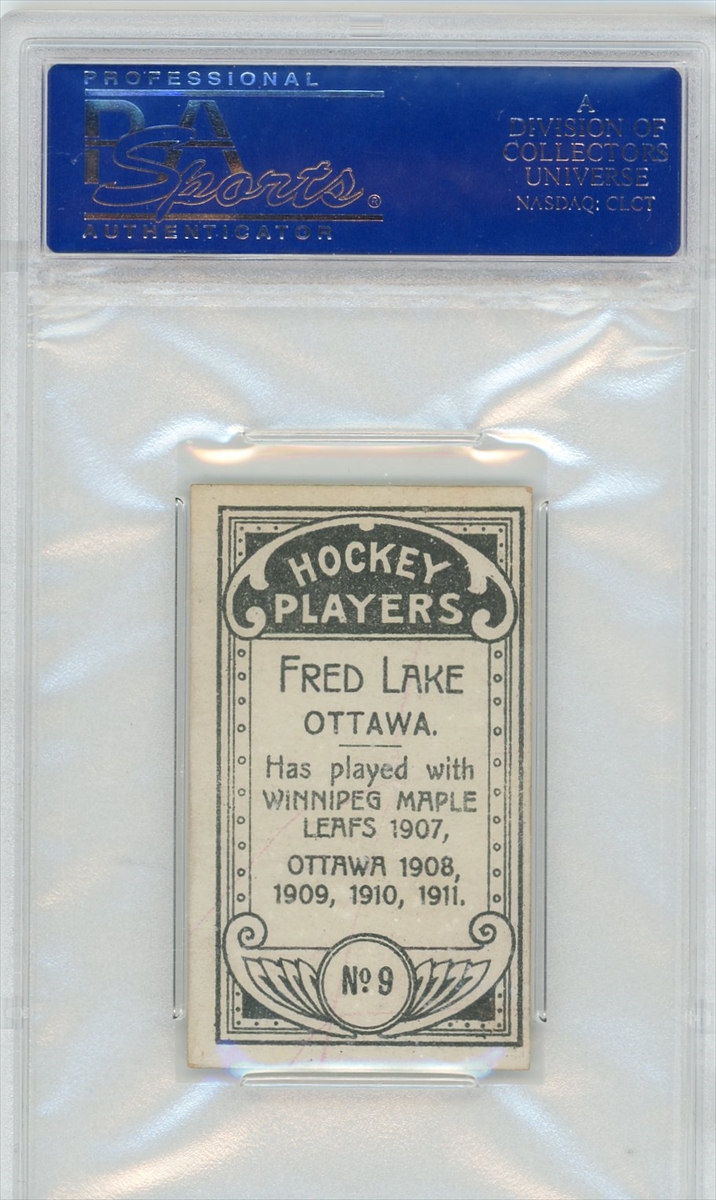 PROFESSIONAL
PSA
Sports®
AUTHENTICATOR
A
DIVISION OF
COLLECTORS
UNIVERSE
NASDAQ: CLCT
HOCKEY
PLAYERS
FRED LAKE
OTTAWA.
Has played with
WINNIPEG MAPLE
LEAFS 1907,
OTTAWA 1908,
1909, 1910, 1911.
Nº 9